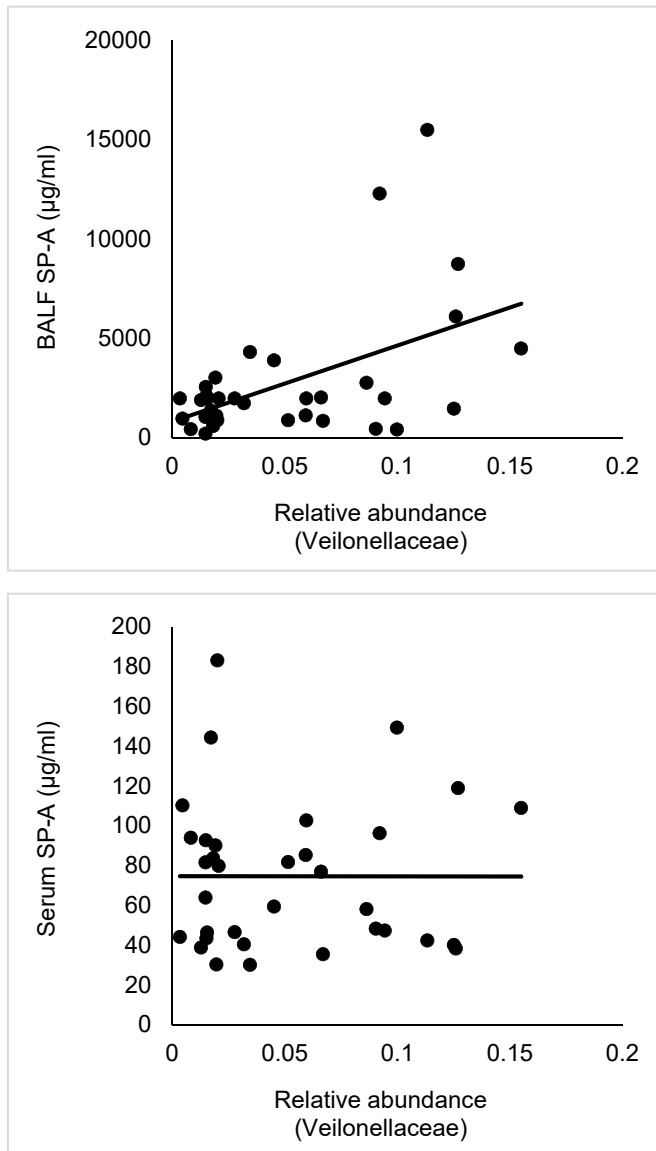 20000
15000
10000
5000
0
BALF SP-A (µg/ml)
0 0.05 0.1 0.15 0.2
Relative abundance
(Veilonellaceae)
200
180
160
140
120
100
80
60
40
20
0
Serum SP-A (µg/ml)
0 0.05 0.1 0.15 0.2
Relative abundance
(Veilonellaceae)